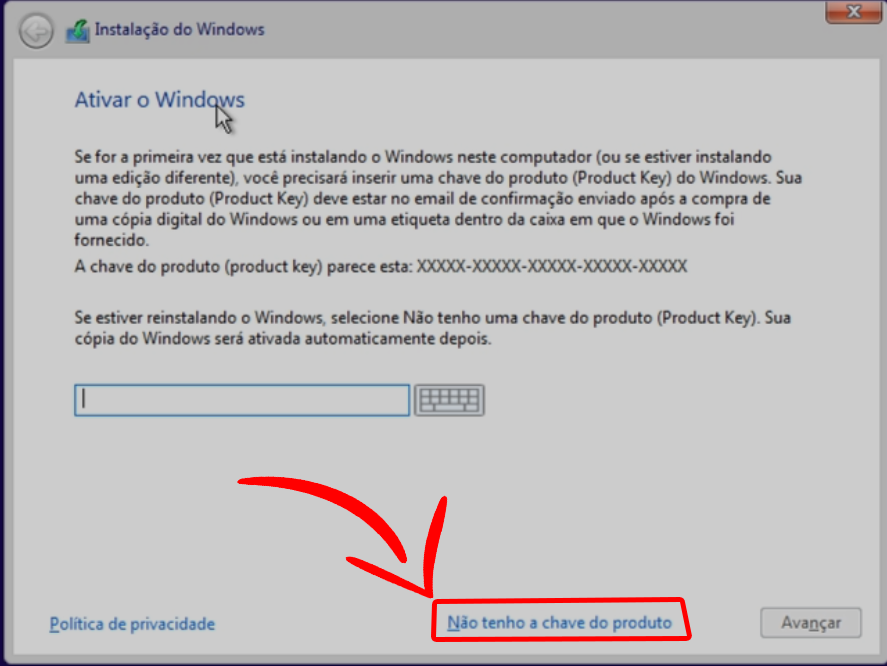 Instalação do Windows
Ativar o Windows
Se for a primeira vez que está instalando o Windows neste computador (ou se estiver instalando
uma edição diferente), você precisará inserir uma chave do produto (Product Key) do Windows. Sua
chave do produto (Product Key) deve estar no email de confirmação enviado após a compra de
uma cópia digital do Windows ou em uma etiqueta dentro da caixa em que o Windows foi
fornecido.
A chave do produto (product key) parece esta: XXXXX-XXXXX-XXXXX-XXXXX-XXXXX
Se estiver reinstalando o Windows, selecione Não tenho uma chave do produto (Product Key). Sua
cópia do Windows será ativada automaticamente depois.
Política de privacidade
Não tenho a chave do produto
Avançar